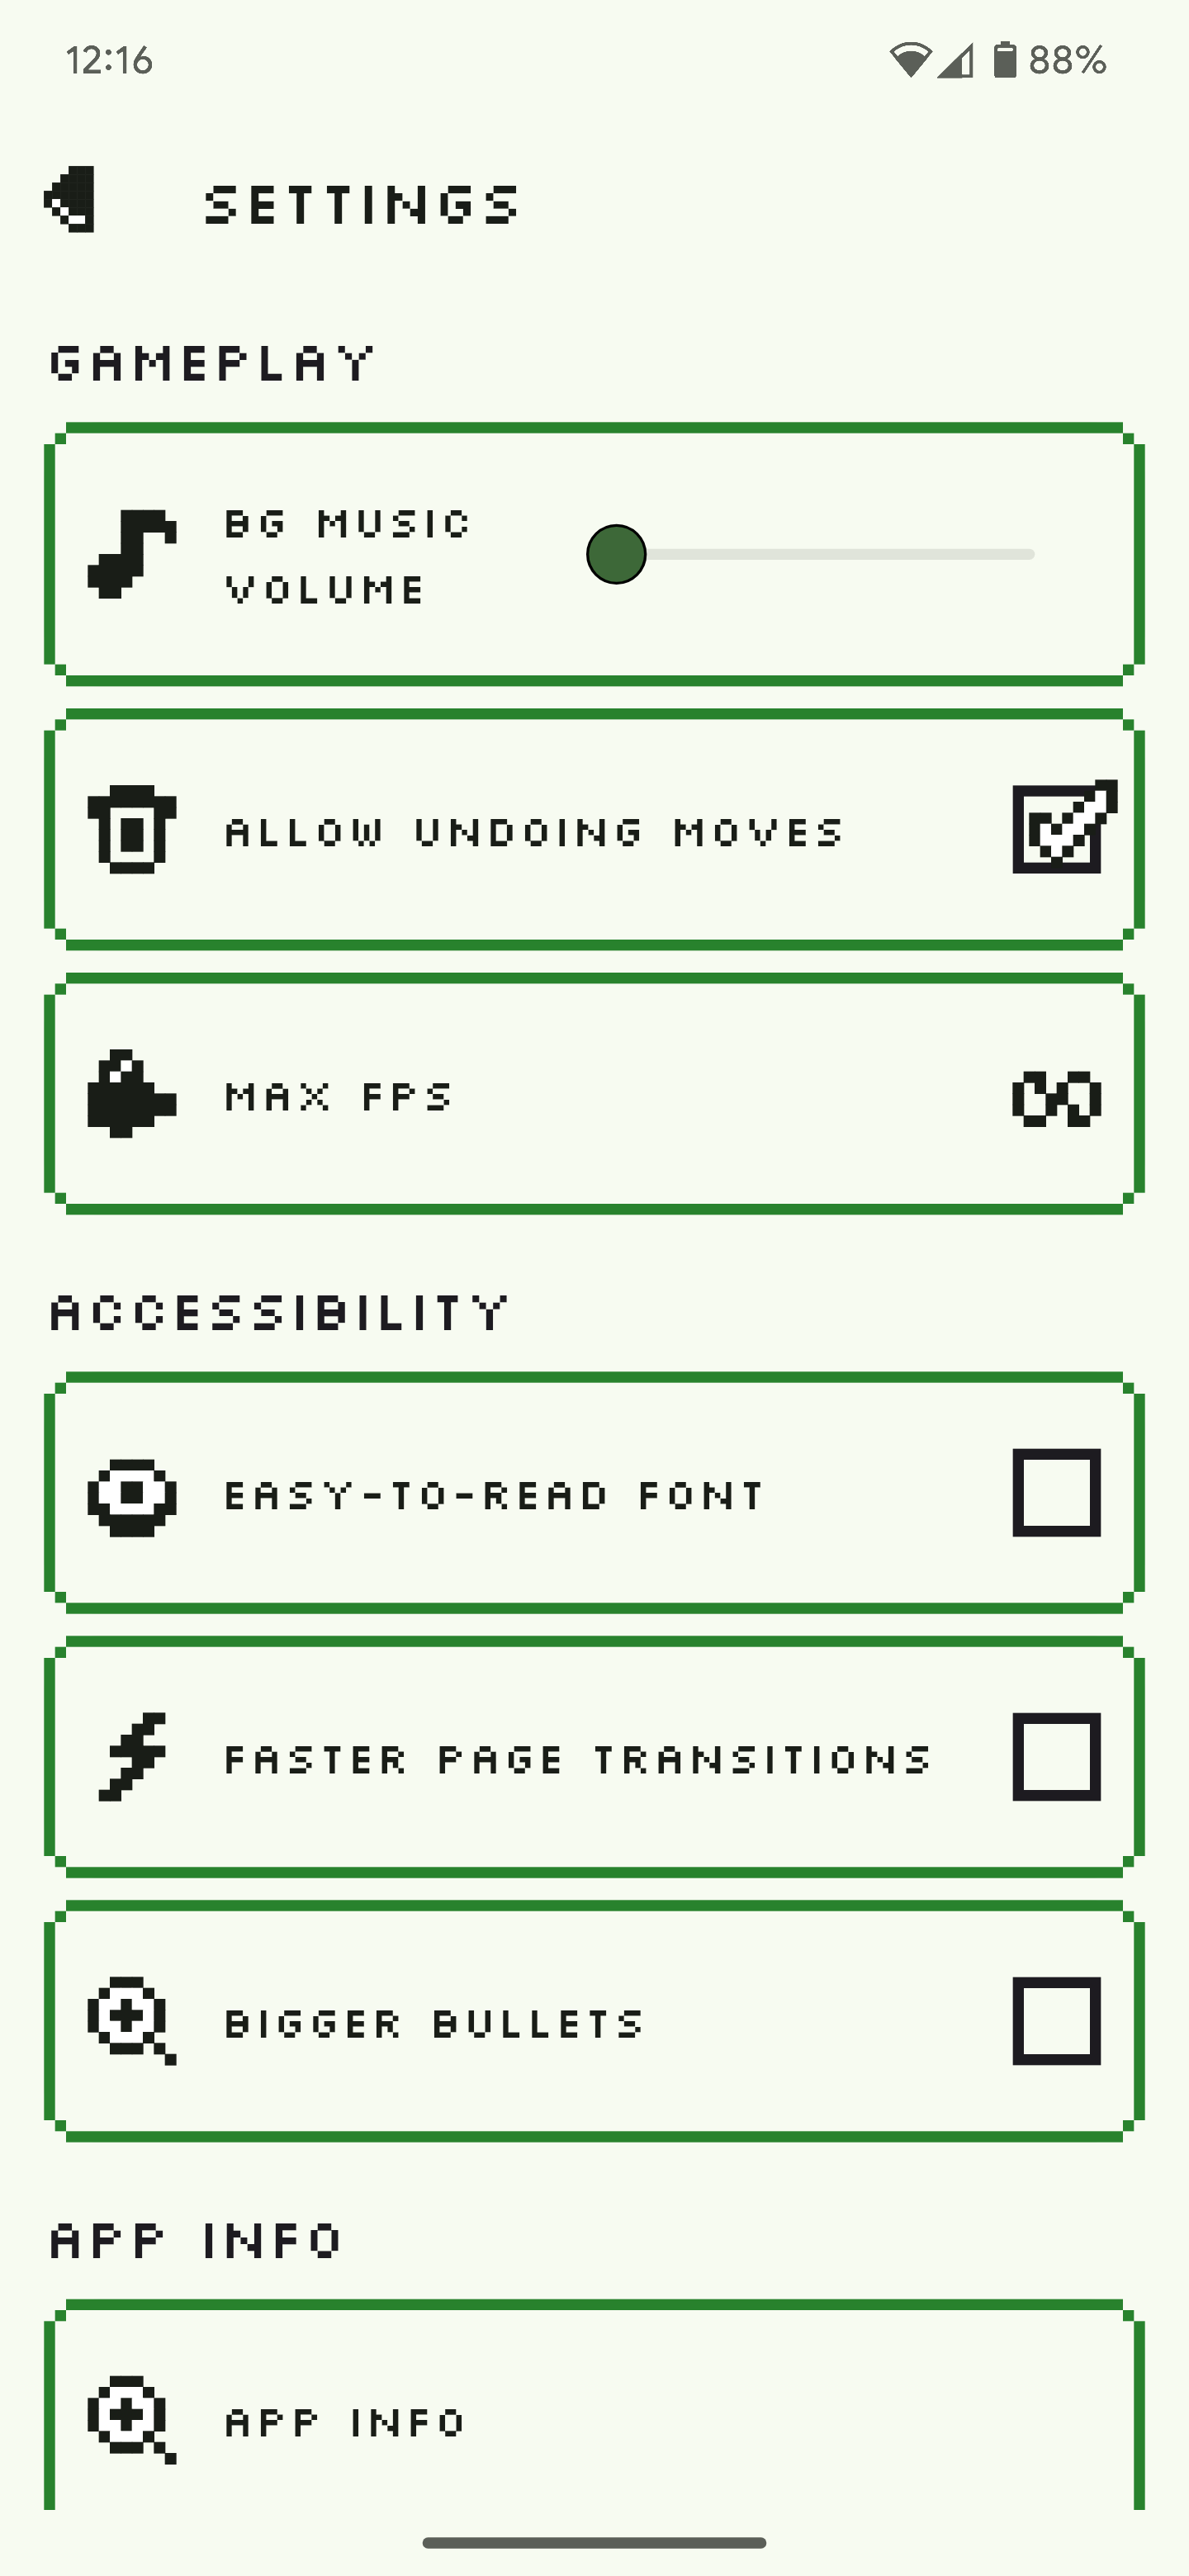 12:16 88%
SETTINGS
GAMEPLAY
BG MUSIC
VOLUME
ALLOW UNDOING MOVES
MAX FPS ∞
ACCESSIBILITY
EASY-TO-READ FONT
FASTER PAGE TRANSITIONS
BIGGER BULLETS
APP INFO
APP INFO